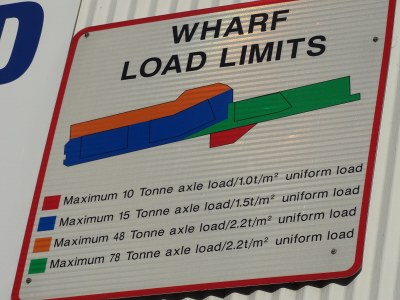 WHARF
LOAD LIMITS
Maximum 10 Tonne axle load/1.0t/m² uniform load
Maximum 15 Tonne axle load/1.5t/m² uniform load
Maximum 48 Tonne axle load/2.2t/m² uniform load
Maximum 78 Tonne axle load/2.2t/m² uniform load